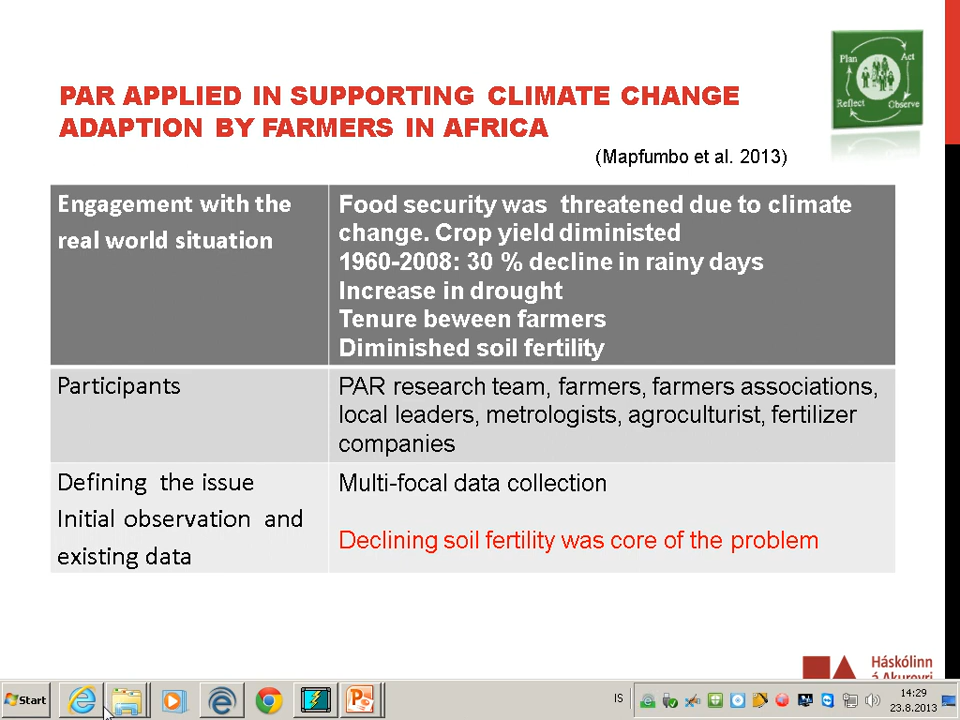 PAR APPLIED IN SUPPORTING CLIMATE CHANGE
ADAPTION BY FARMERS IN AFRICA
(Mapfumbo et al. 2013)
Plan
Act
Reflect
Observe
Engagement with the
real world situation
Food security was threatened due to climate
change. Crop yield diministed
1960-2008: 30 % decline in rainy days
Increase in drought
Tenure beween farmers
Diminished soil fertility
Participants
PAR research team, farmers, farmers associations,
local leaders, metrologists, agroculturist, fertilizer
companies
Defining the issue
Initial observation and
existing data
Multi-focal data collection
Declining soil fertility was core of the problem
Háskólinn
á Akureyri
Start
IS
14:29
23.8.2013